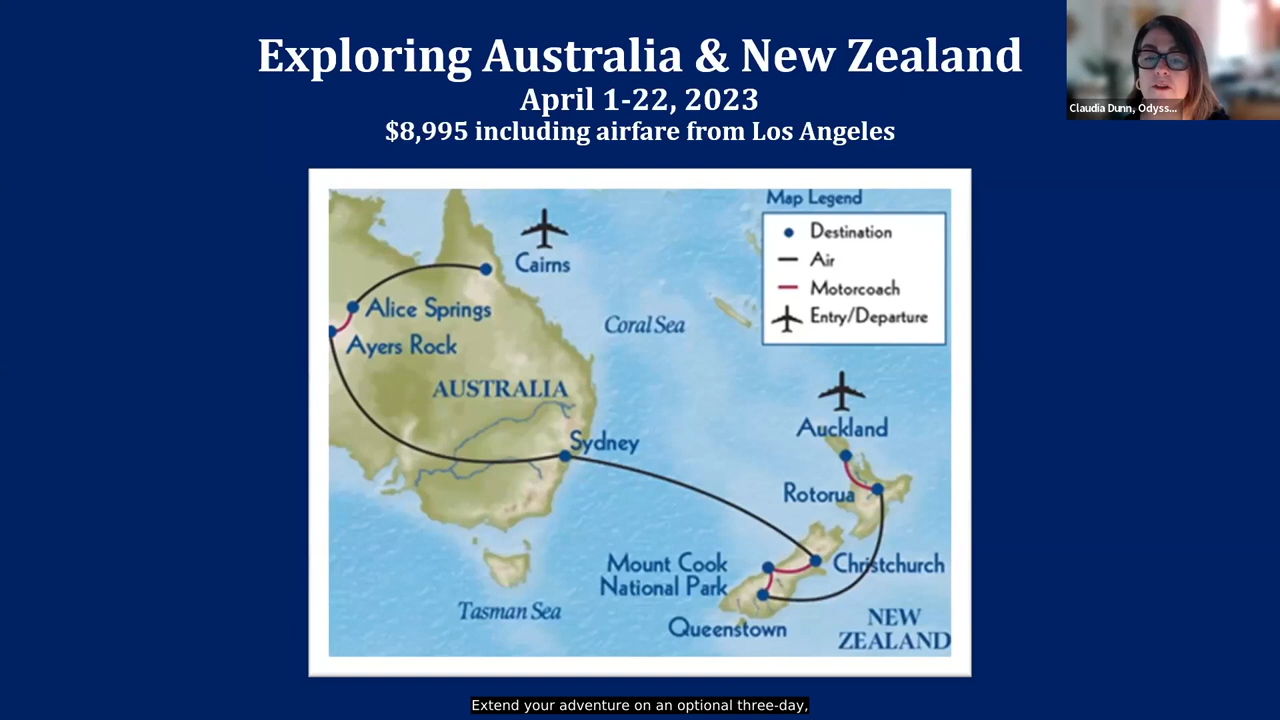 Exploring Australia & New Zealand
April 1-22, 2023
$8,995 including airfare from Los Angeles
Claudia Dunn, Odyss...
Map Legend
Destination
Air
Motorcoach
Entry/Departure
Cairns
Alice Springs
Ayers Rock
Coral Sea
AUSTRALIA
Sydney
Auckland
Rotorua
Christchurch
Mount Cook
National Park
Tasman Sea
Queenstown
NEW
ZEALAND
Extend your adventure on an optional three-day,